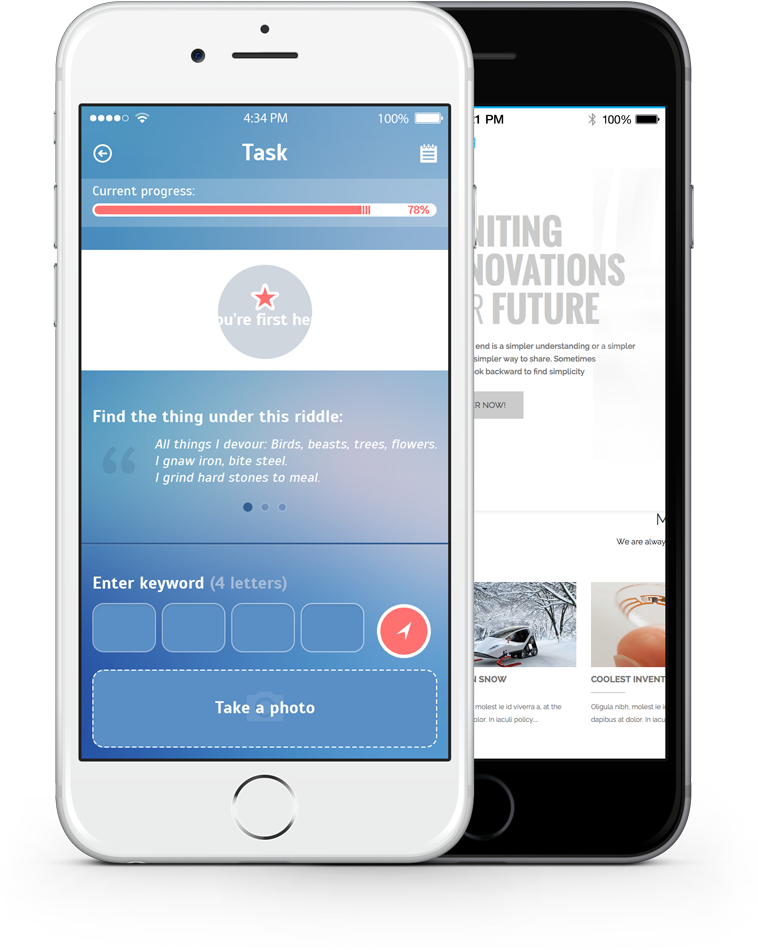 4:34 PM
100%
Task
Current progress:
78%
ou're first he
Find the thing under this riddle:
“
All things I devour: Birds, beasts, trees, flowers.
I gnaw iron, bite steel.
I grind hard stones to meal.
Enter keyword (4 letters)
Take a photo
1 PM
100%
NITING
NOVATIONS
R FUTURE
end is a simpler understanding or a simpler
simpler way to share. Sometimes
ok backward to find simplicity
R NOW!
M
We are alway
N SNOW
molest ie id viverra a, at the
olor. In iaculi policy...
COOLEST INVENT
Oligula nibh, molest ie i
dapibus at dolor. In iacu